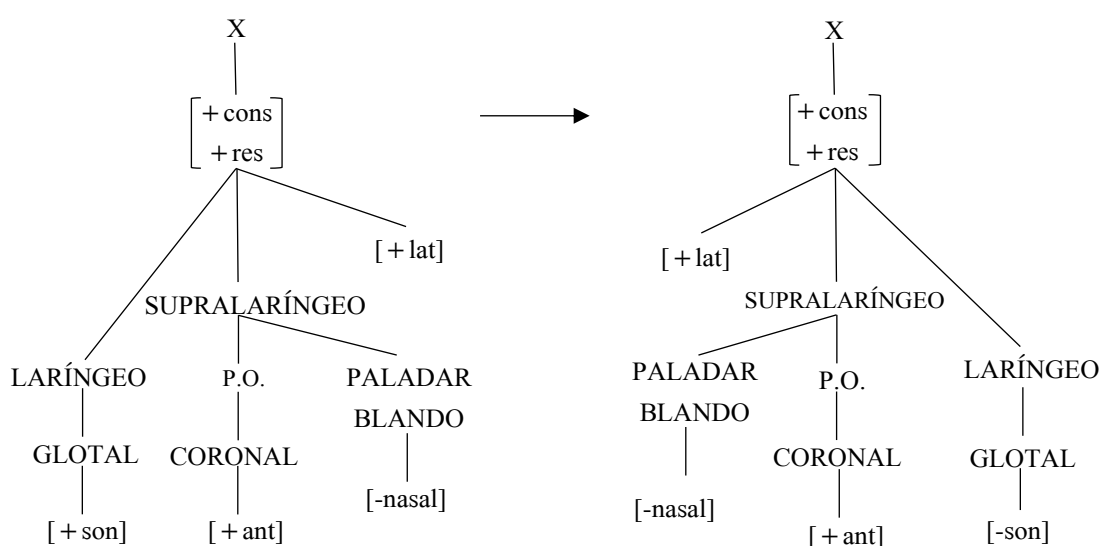 X
[+ cons
+ res]
[+ lat]
SUPRALARÍNGEO
LARÍNGEO P.O. PALADAR
BLANDO
GLOTAL CORONAL
[-nasal]
[+ son] [+ ant]
X
[+ cons
+ res]
[+ lat]
SUPRALARÍNGEO
PALADAR P.O. LARÍNGEO
BLANDO
CORONAL GLOTAL
[-nasal]
[+ ant] [-son]